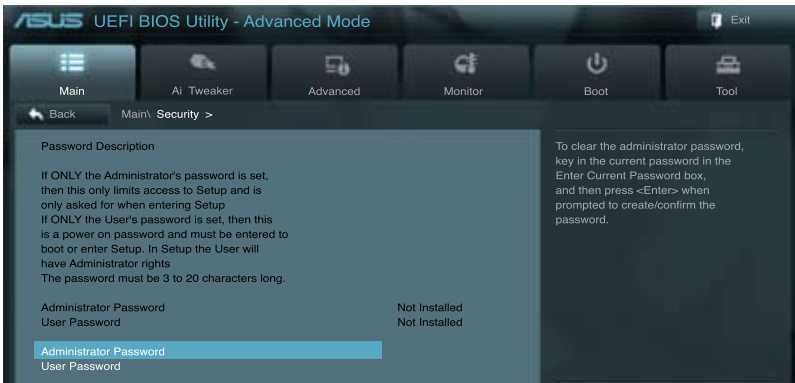 ASUS UEFI BIOS Utility - Advanced Mode
Exit
Main
Ai Tweaker
Advanced
Monitor
Boot
Tool
Back
Main\ Security >
Password Description
If ONLY the Administrator's password is set,
then this only limits access to Setup and is
only asked for when entering Setup
If ONLY the User's password is set, then this
is a power on password and must be entered to
boot or enter Setup. In Setup the User will
have Administrator rights
The password must be 3 to 20 characters long.
Administrator Password Not Installed
User Password Not Installed
Administrator Password
User Password
To clear the administrator password,
key in the current password in the
Enter Current Password box,
and then press <Enter> when
prompted to create/confirm the
password.